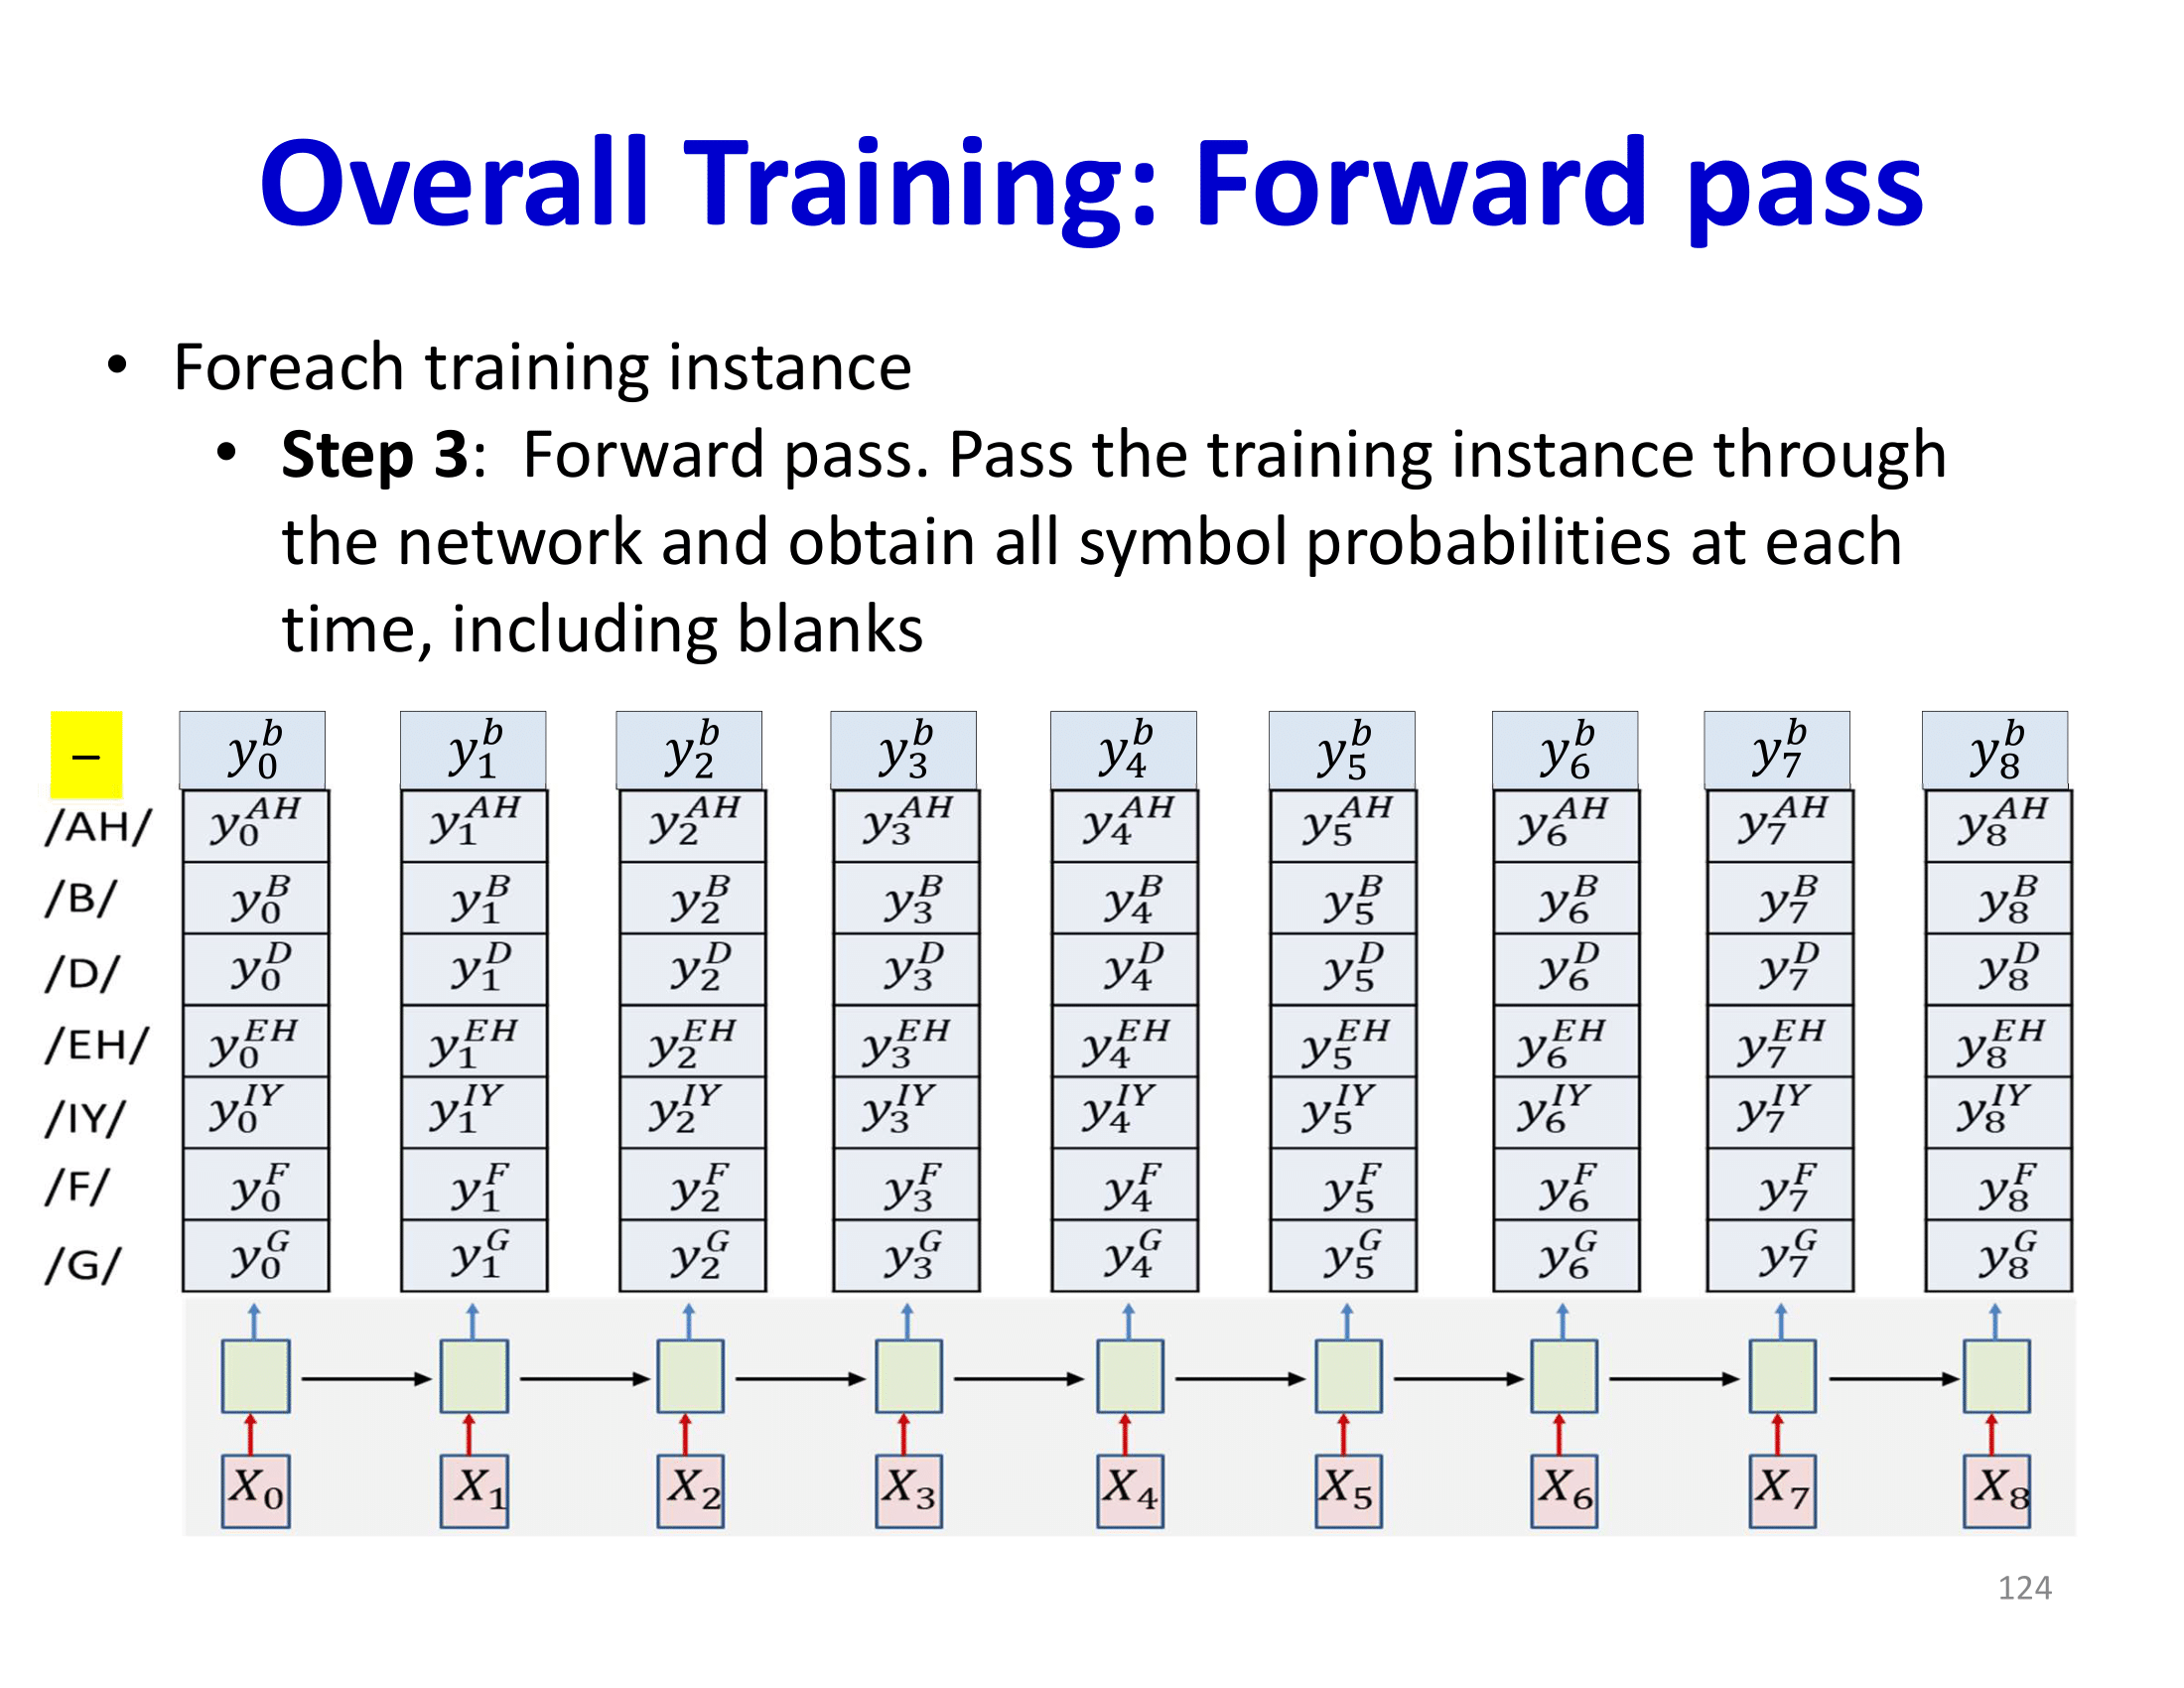 Overall Training: Forward pass
• Foreach training instance
• Step 3:  Forward pass. Pass the training instance through
the network and obtain all symbol probabilities at each
time, including blanks
– y_0^b y_1^b y_2^b y_3^b y_4^b y_5^b y_6^b y_7^b y_8^b
/AH/ y_0^{AH} y_1^{AH} y_2^{AH} y_3^{AH} y_4^{AH} y_5^{AH} y_6^{AH} y_7^{AH} y_8^{AH}
/B/ y_0^B y_1^B y_2^B y_3^B y_4^B y_5^B y_6^B y_7^B y_8^B
/D/ y_0^D y_1^D y_2^D y_3^D y_4^D y_5^D y_6^D y_7^D y_8^D
/EH/ y_0^{EH} y_1^{EH} y_2^{EH} y_3^{EH} y_4^{EH} y_5^{EH} y_6^{EH} y_7^{EH} y_8^{EH}
/IY/ y_0^{IY} y_1^{IY} y_2^{IY} y_3^{IY} y_4^{IY} y_5^{IY} y_6^{IY} y_7^{IY} y_8^{IY}
/F/ y_0^F y_1^F y_2^F y_3^F y_4^F y_5^F y_6^F y_7^F y_8^F
/G/ y_0^G y_1^G y_2^G y_3^G y_4^G y_5^G y_6^G y_7^G y_8^G
X_0 X_1 X_2 X_3 X_4 X_5 X_6 X_7 X_8
124